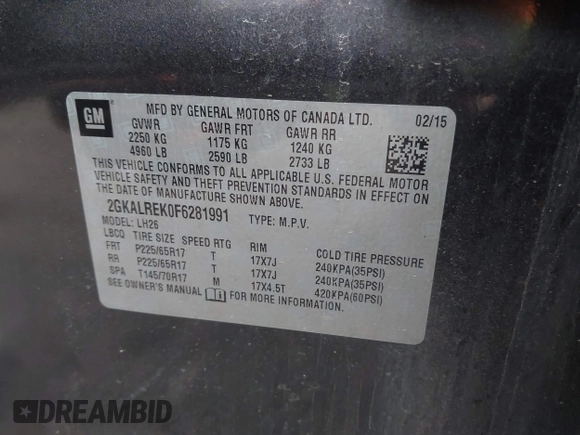 GM
MFD BY GENERAL MOTORS OF CANADA LTD. 02/15
GVWR GAWR FRT GAWR RR
2250 KG 1175 KG 1240 KG
4960 LB 2590 LB 2733 LB
THIS VEHICLE CONFORMS TO ALL APPLICABLE U.S. FEDERAL MOTOR
VEHICLE SAFETY AND THEFT PREVENTION STANDARDS IN EFFECT ON
THE DATE OF MANUFACTURE SHOWN ABOVE.
2GKALREK0F6281991 TYPE: M.P.V.
MODEL: LH26
LBCO TIRE SIZE SPEED RTG RIM COLD TIRE PRESSURE
FRT P225/65R17 T 17X7J 240KPA(35PSI)
RR P225/65R17 T 17X7J 240KPA(35PSI)
SPA T145/70R17 M 17X4.5T 420KPA(60PSI)
SEE OWNER'S MANUAL FOR MORE INFORMATION.
DREAMBID